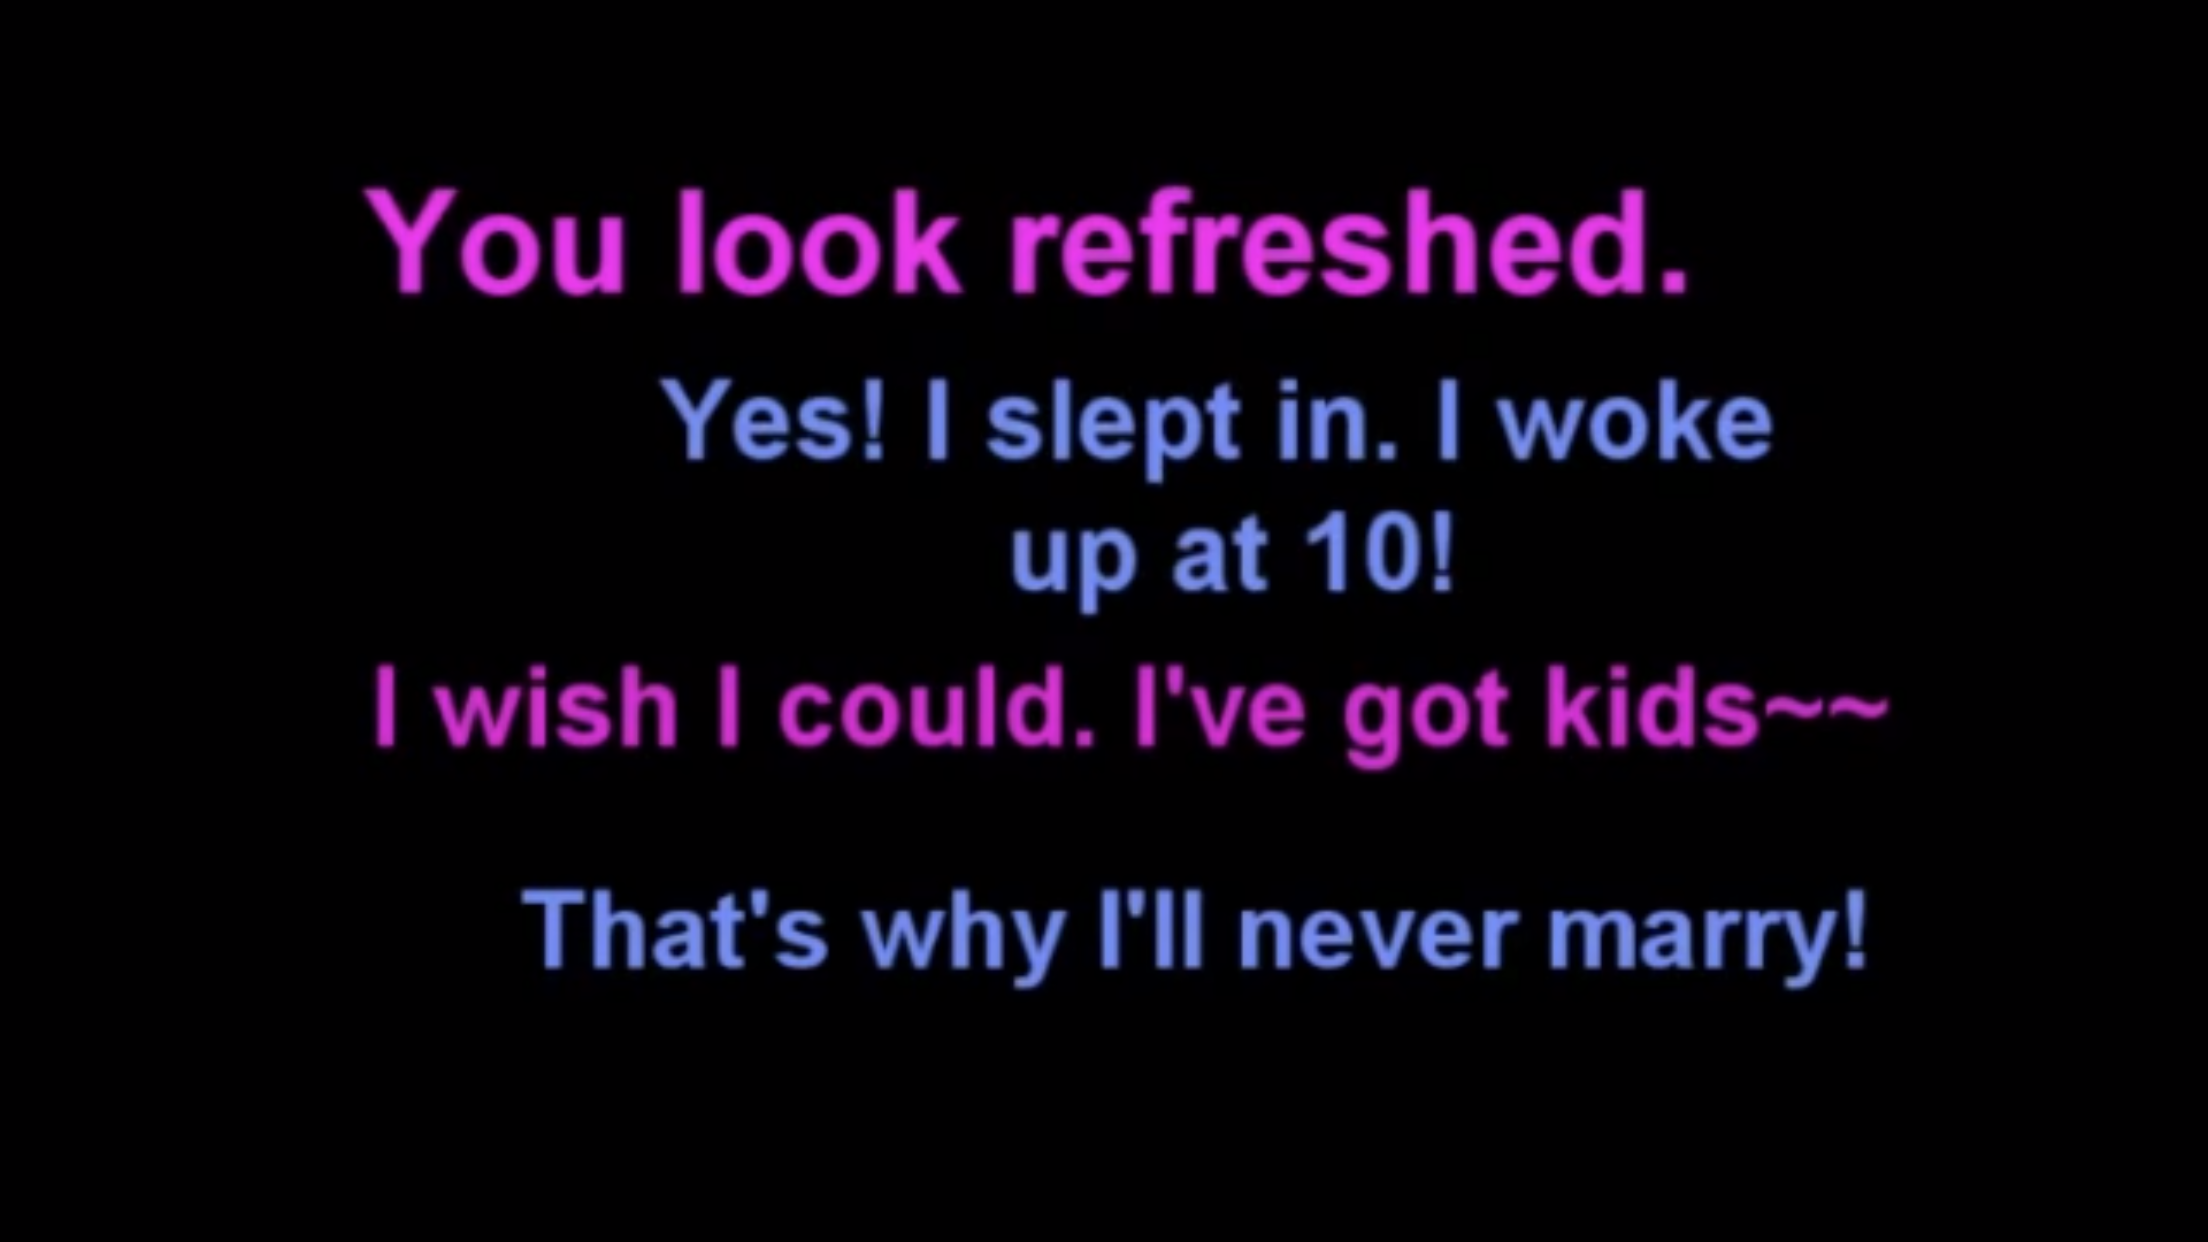 You look refreshed.
Yes! I slept in. I woke
up at 10!
I wish I could. I've got kids~~
That's why I'll never marry!